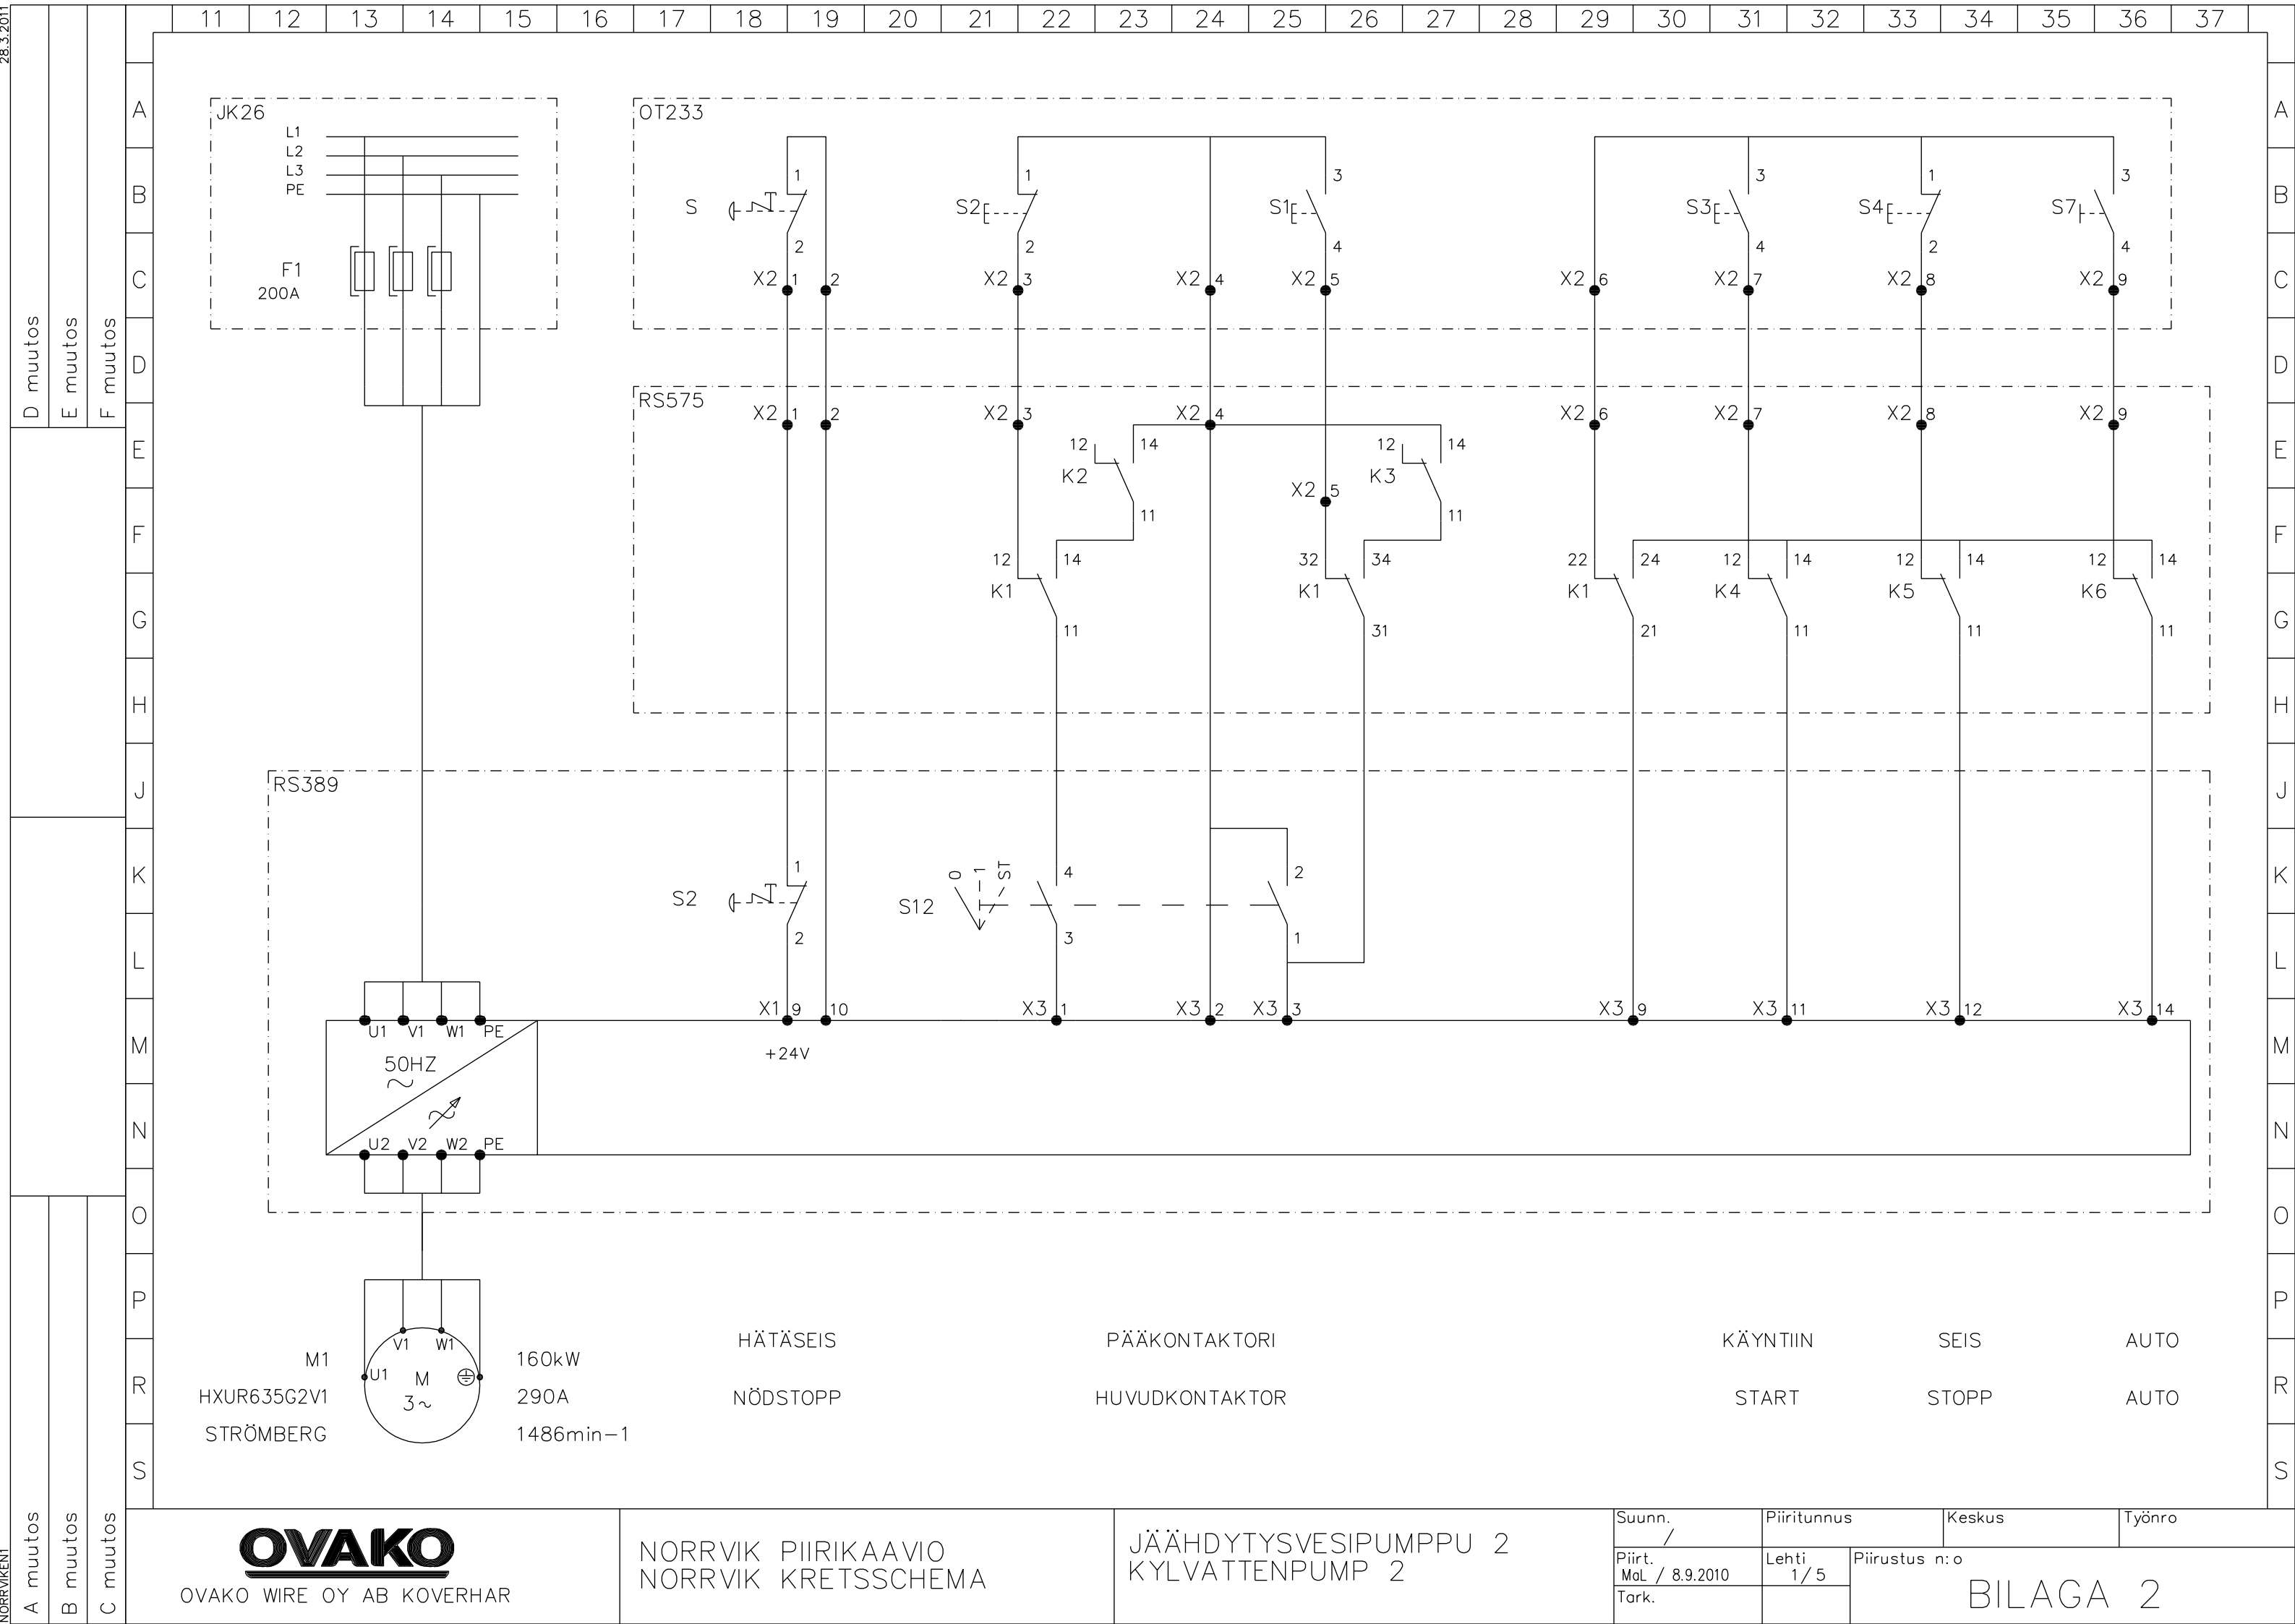 28.3.2011
11 12 13 14 15 16 17 18 19 20 21 22 23 24 25 26 27 28 29 30 31 32 33 34 35 36 37
D muutos
E muutos
F muutos
A muutos
B muutos
C muutos
NORRVIKEN1
A A
B B
C C
D D
E E
F F
G G
H H
J J
K K
L L
M M
N N
O O
P P
R R
S S
JK26
L1
L2
L3
PE
F1
200A
OT233
1 1 3 3 1 3
S S2 S1 S3 S4 S7
2 2 4 4 2 4
X2 1 2 X2 3 X2 4 X2 5 X2 6 X2 7 X2 8 X2 9
RS575
X2 1 2 X2 3 X2 4 X2 6 X2 7 X2 8 X2 9
12 14 12 14
K2 K3
X2 5
11 11
12 14 32 34 22 24 12 14 12 14 12 14
K1 K1 K1 K4 K5 K6
11 31 21 11 11 11
RS389
0 1 ST
1 4 2
S2 S12
2 3 1
X1 9 10 X3 1 X3 2 X3 3 X3 9 X3 11 X3 12 X3 14
U1 V1 W1 PE
+24V
50HZ
U2 V2 W2 PE
HÄTÄSEIS PÄÄKONTAKTORI KÄYNTIIN SEIS AUTO
V1 W1
M1 U1 M 160kW
HXUR635G2V1 3~ 290A
NÖDSTOPP HUVUDKONTAKTOR START STOPP AUTO
STRÖMBERG 1486min-1
OVAKO
OVAKO WIRE OY AB KOVERHAR
NORRVIK PIIRIKAAVIO
NORRVIK KRETSSCHEMA
JÄÄHDYTYSVESIPUMPPU 2
KYLVATTENPUMP 2
Suunn. Piiritunnus Keskus Työnro
/
Piirt. Lehti Piirustus n:o
MaL / 8.9.2010 1/5
Tark.
BILAGA 2